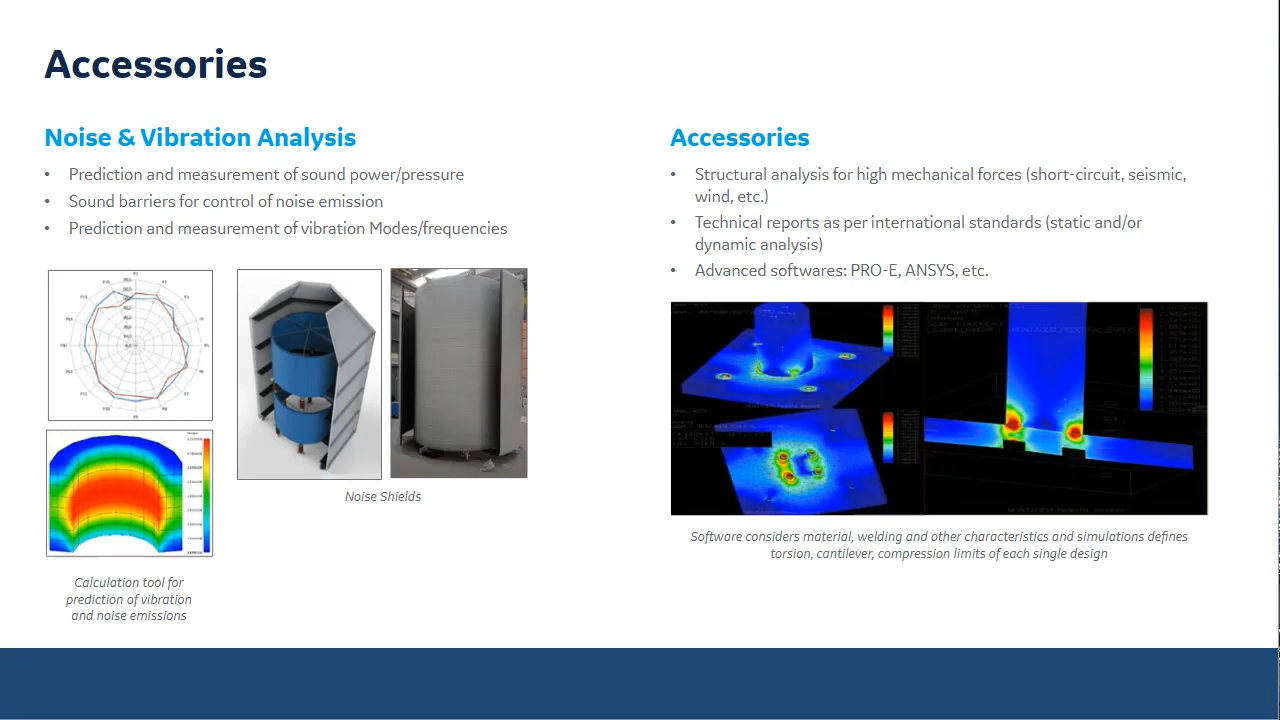 Accessories
Noise & Vibration Analysis
• Prediction and measurement of sound power/pressure
• Sound barriers for control of noise emission
• Prediction and measurement of vibration Modes/frequencies
Noise Shields
Calculation tool for
prediction of vibration
and noise emissions
Accessories
• Structural analysis for high mechanical forces (short-circuit, seismic,
wind, etc.)
• Technical reports as per international standards (static and/or
dynamic analysis)
• Advanced softwares: PRO-E, ANSYS, etc.
Software considers material, welding and other characteristics and simulations defines
torsion, cantilever, compression limits of each single design